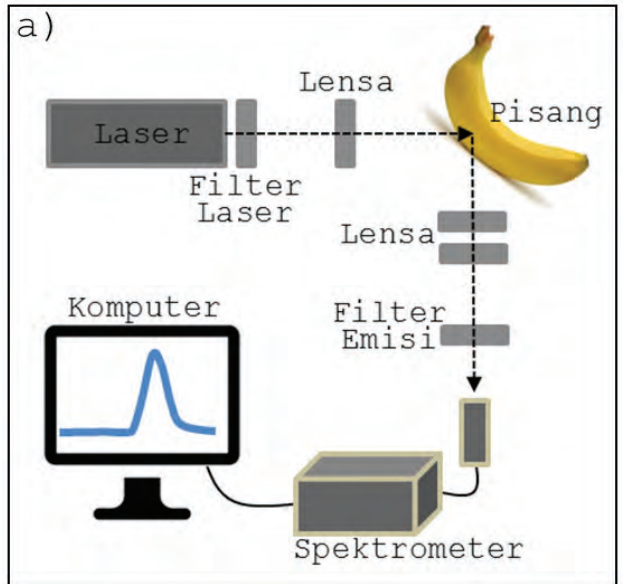 a)
Lensa
Laser
Pisang
Filter
Laser
Lensa
Komputer
Filter
Emisi
Spektrometer